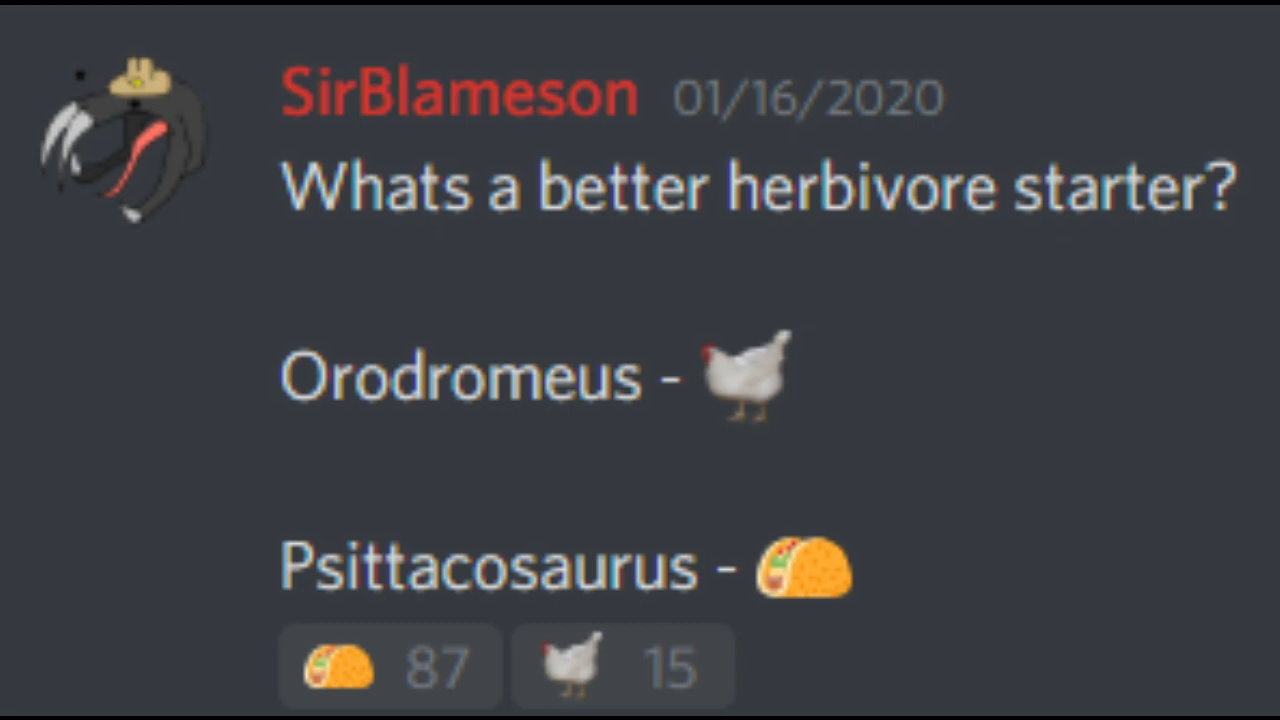 SirBlameson 01/16/2020
Whats a better herbivore starter?
Orodromeus - 🐔
Psittacosaurus - 🌮
🌮 87 🐔 15